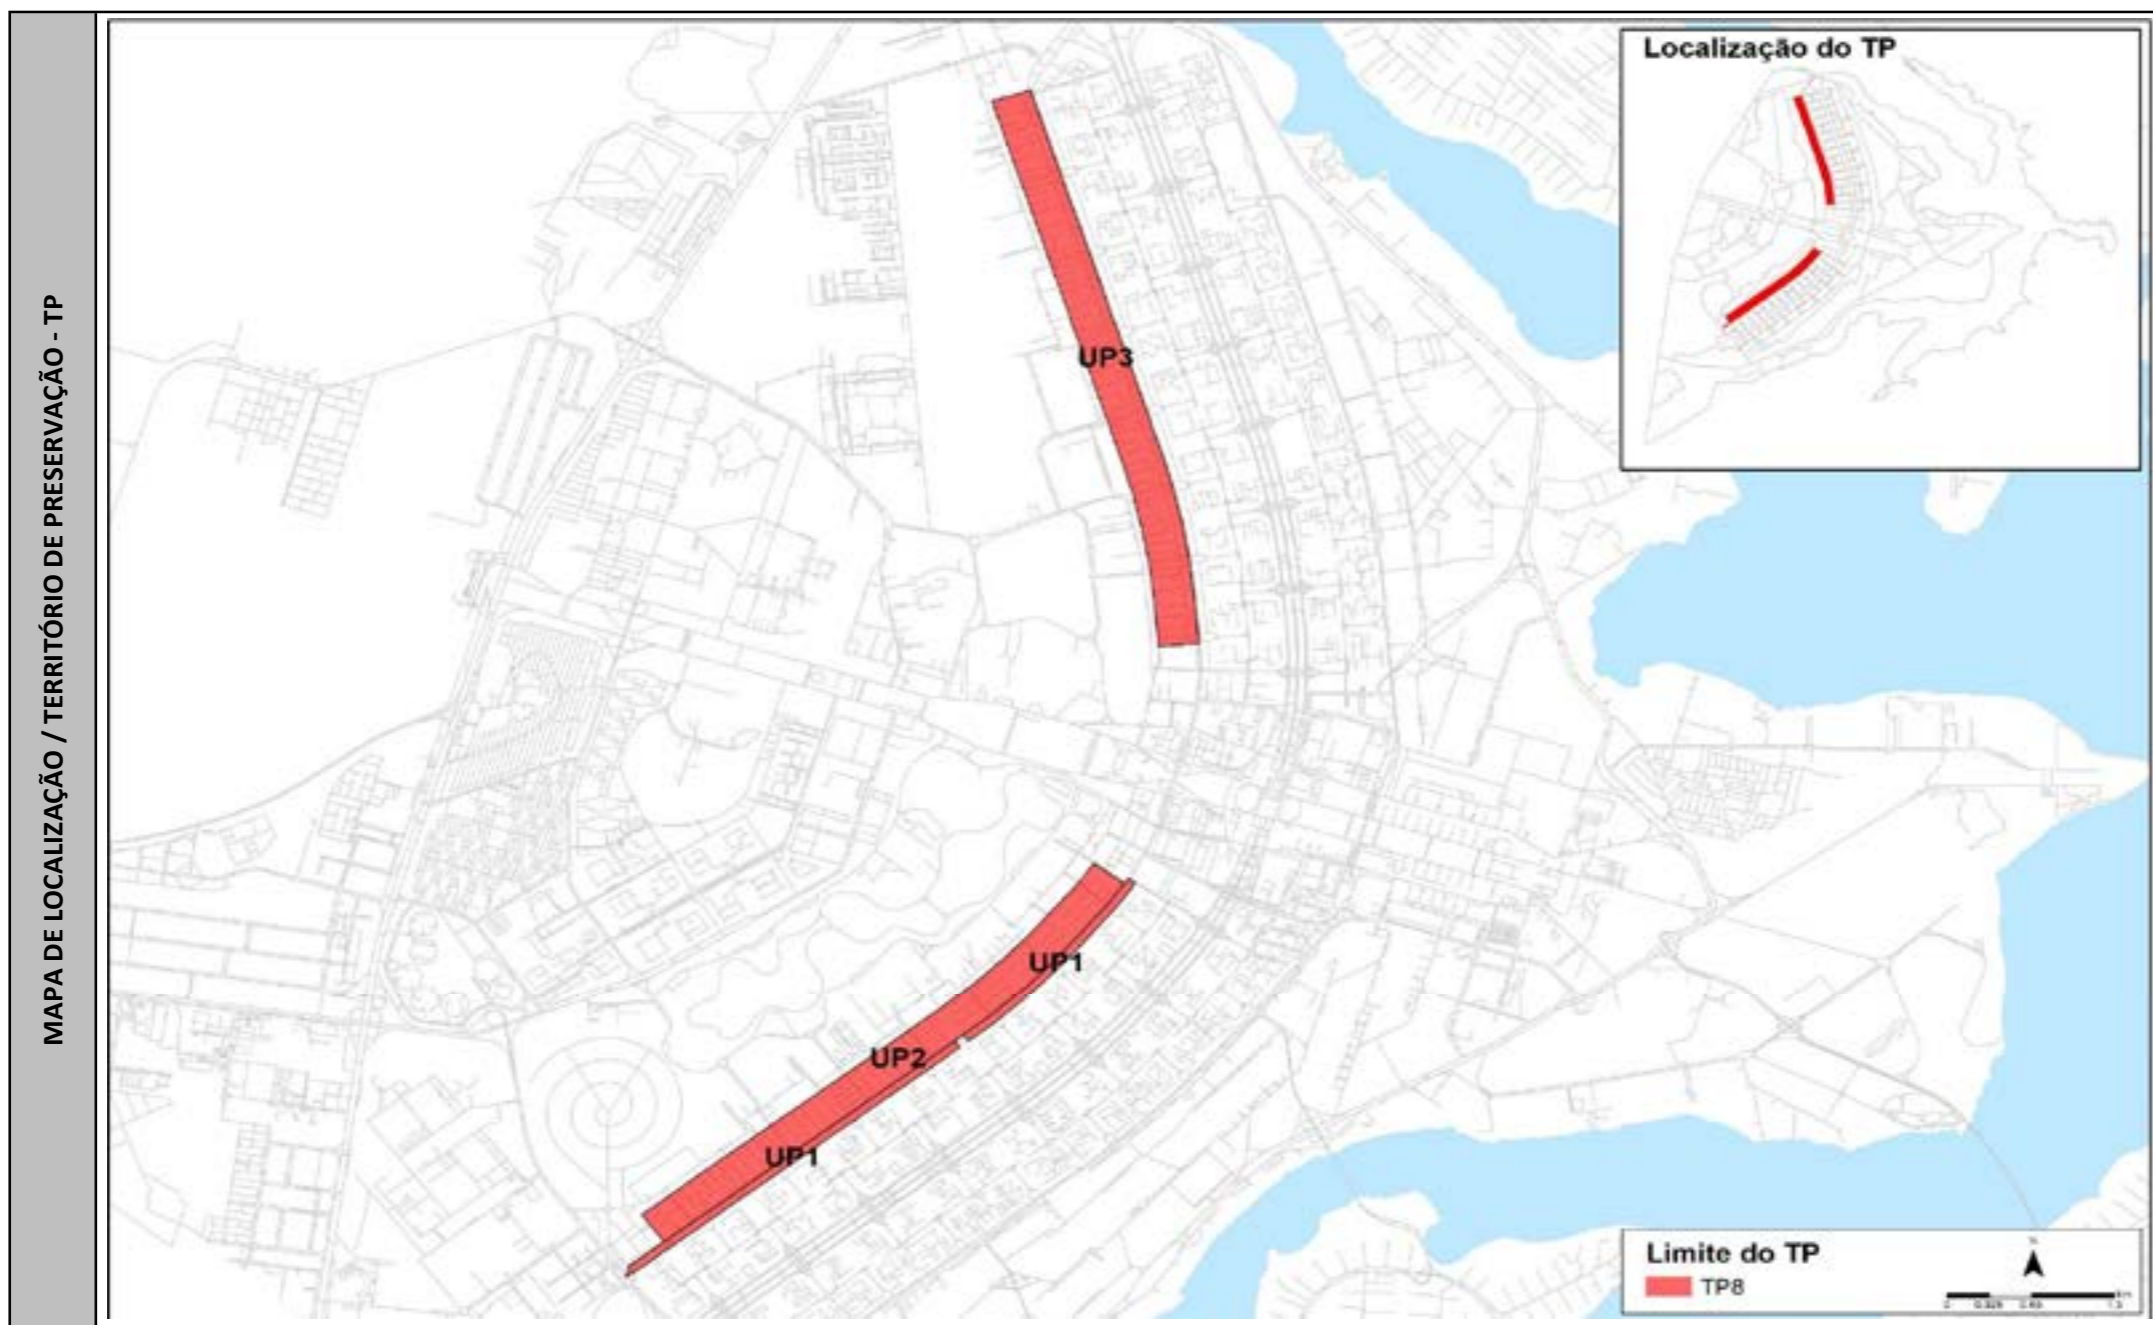 MAPA DE LOCALIZAÇÃO / TERRITÓRIO DE PRESERVAÇÃO - TP
Localização do TP
UP3
UP1
UP2
UP1
Limite do TP
TP8